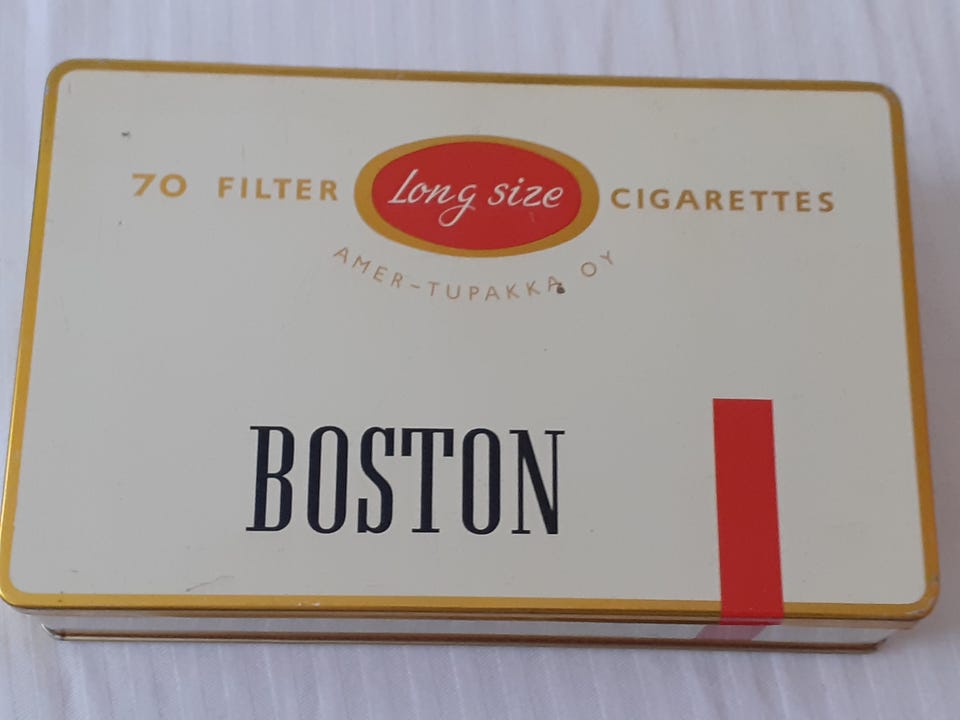 70 FILTER Long size CIGARETTES
AMER-TUPAKKA OY
BOSTON